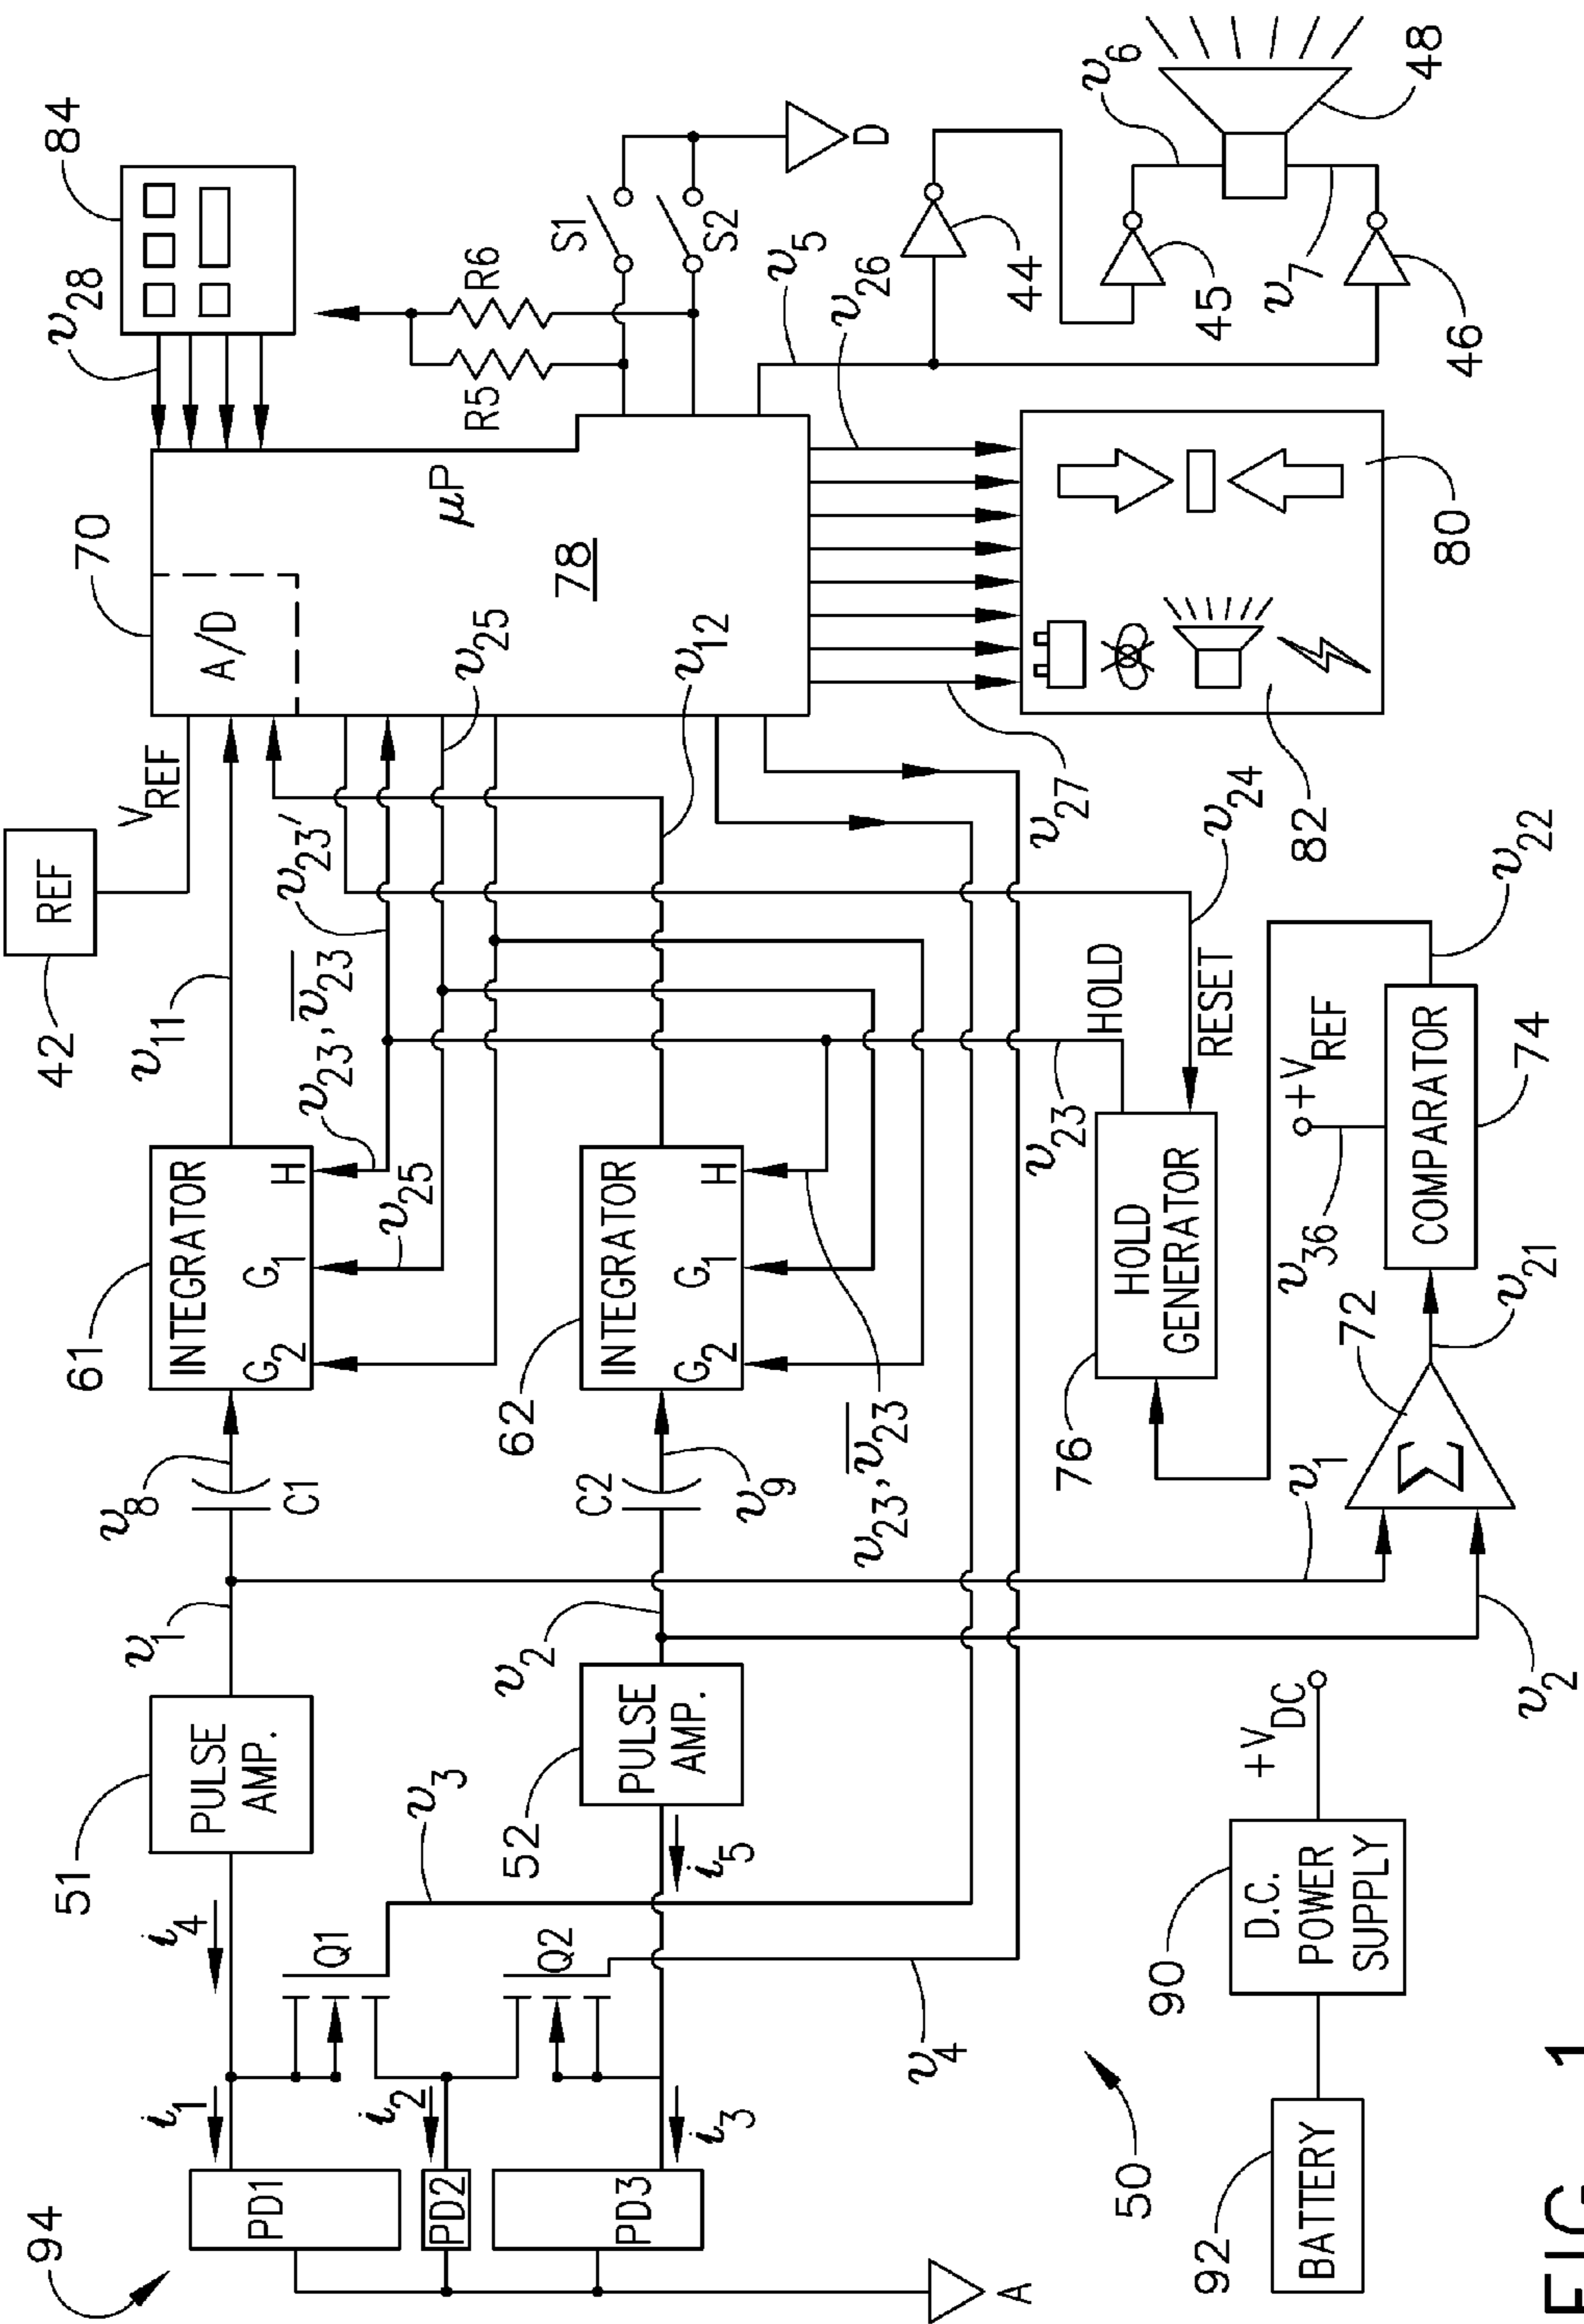 94
PD1
PD2
PD3
A
i1
i2
i3
i4
i5
Q1
Q2
v3
v4
51
PULSE
AMP.
v1
52
PULSE
AMP.
v2
v8
C1
C2
v9
61
INTEGRATOR
G2
G1
H
62
INTEGRATOR
G2
G1
H
v25
v23, v̅23
v23, v̅23
v23′
v11
42
REF
VREF
70
A/D
μP
78
v25
v12
v28
84
R5
R6
S1
S2
D
v5
v26
44
45
46
v6
v7
48
80
82
v27
v24
HOLD
RESET
v23
76
HOLD
GENERATOR
v36
+VREF
COMPARATOR
74
v22
v21
72
Σ
v1
v2
50
92
BATTERY
90
D.C.
POWER
SUPPLY
+VDC
FIG. 1